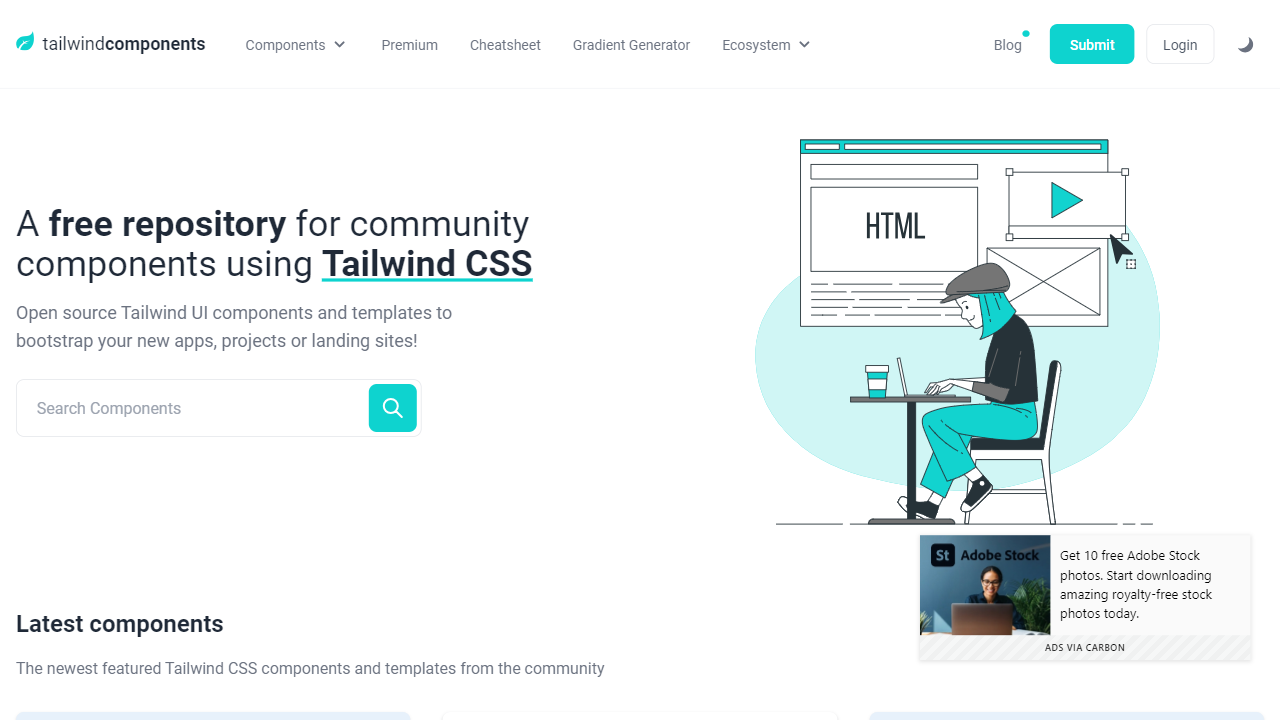 tailwindcomponents
Components
Premium
Cheatsheet
Gradient Generator
Ecosystem
Blog
Submit
Login
A free repository for community
components using Tailwind CSS
Open source Tailwind UI components and templates to
bootstrap your new apps, projects or landing sites!
Search Components
HTML
St Adobe Stock
Get 10 free Adobe Stock
photos. Start downloading
amazing royalty-free stock
photos today.
ADS VIA CARBON
Latest components
The newest featured Tailwind CSS components and templates from the community